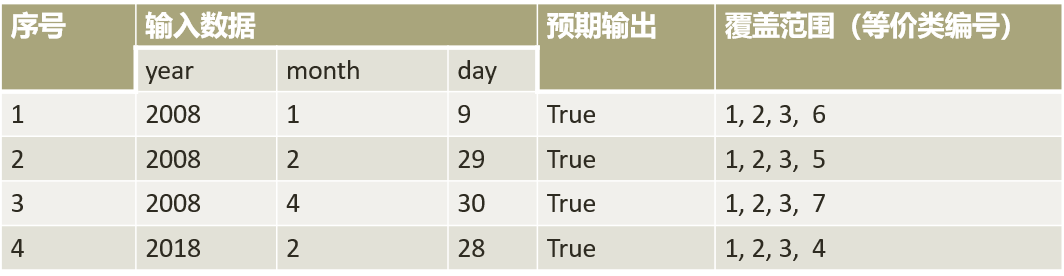 序号 输入数据 预期输出 覆盖范围（等价类编号）
year month day
1 2008 1 9 True 1, 2, 3,  6
2 2008 2 29 True 1, 2, 3,  5
3 2008 4 30 True 1, 2, 3,  7
4 2018 2 28 True 1, 2, 3,  4